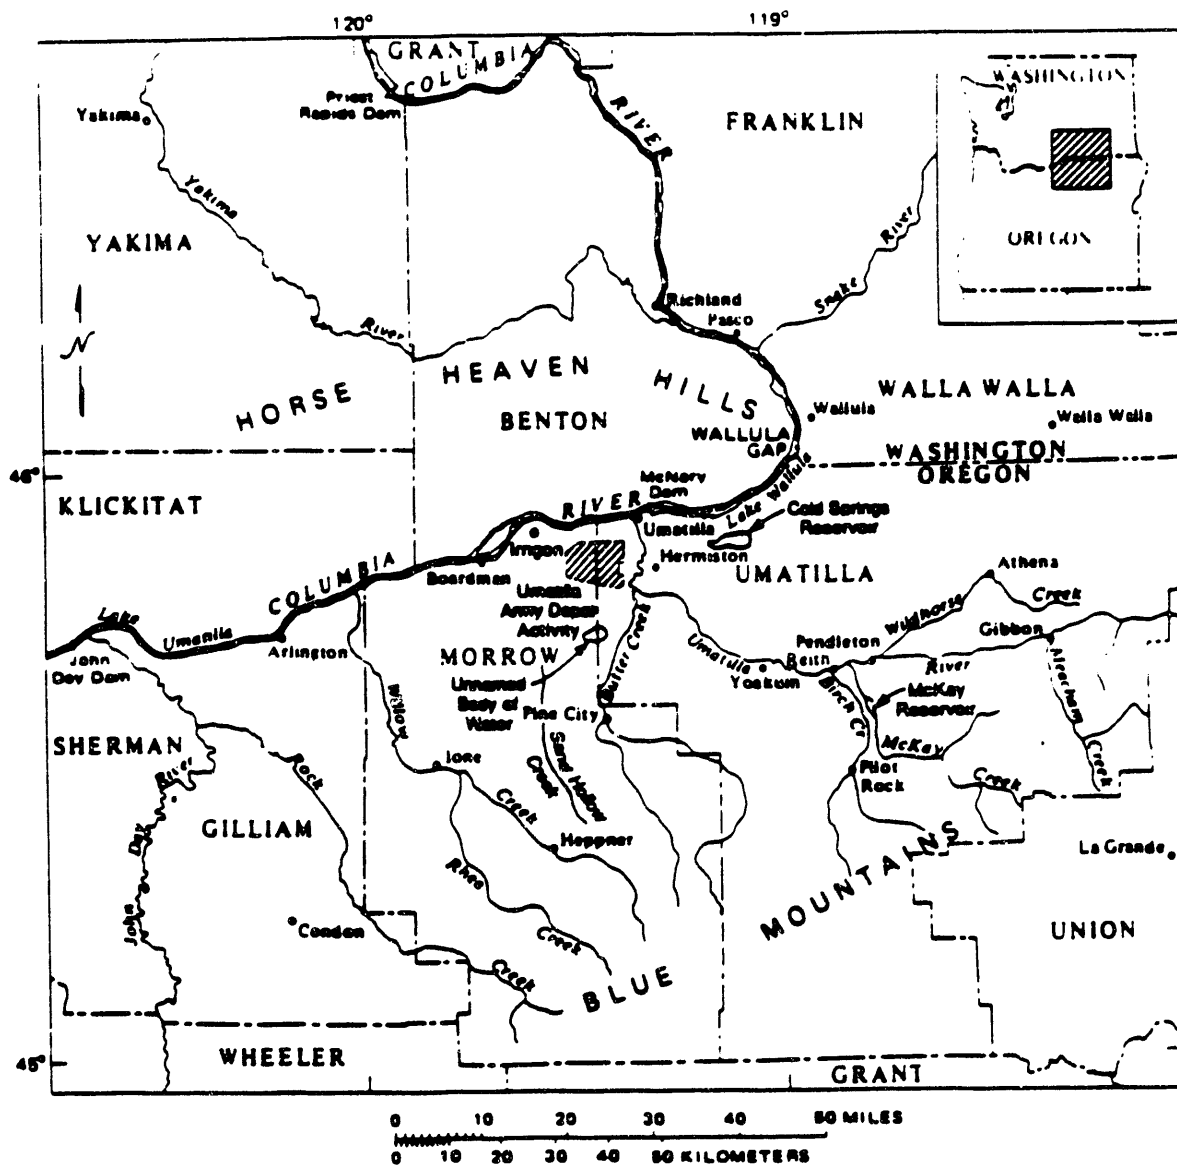 120°
119°
GRANT
COLUMBIA
RIVER
Priest
Rapids Dam
Yakima
FRANKLIN
WASHINGTON
OREGON
Yakima
River
YAKIMA
Snake
River
N
Richland
Pasco
HORSE HEAVEN HILLS
BENTON
WALLA WALLA
Wallula
Walla Walla
WALLULA
GAP
WASHINGTON
OREGON
46°
KLICKITAT
McNary
Dam
Lake Wallula
COLUMBIA RIVER
Umatilla
Cold Springs
Reservoir
Irrigon
Hermiston
Boardman
UMATILLA
Athena
Umatilla
Army Depot
Activity
Wildhorse
Creek
Lake
Umatilla
Arlington
John
Day Dam
MORROW
Butter Creek
Umatilla
River
Pendleton
Gibbon
Reith
Yoakum
Unnamed
Body of
Water
Birch Cr
McKay
Reservoir
Meacham
Creek
Willow
Creek
Pine City
SHERMAN
Rock
Creek
Ione
Sand Hollow
Creek
McKay
Creek
Pilot
Rock
John Day River
GILLIAM
Heppner
Rhea
Creek
La Grande
Condon
BLUE MOUNTAINS
UNION
45°
WHEELER
GRANT
0 10 20 30 40 50 MILES
0 10 20 30 40 50 KILOMETERS